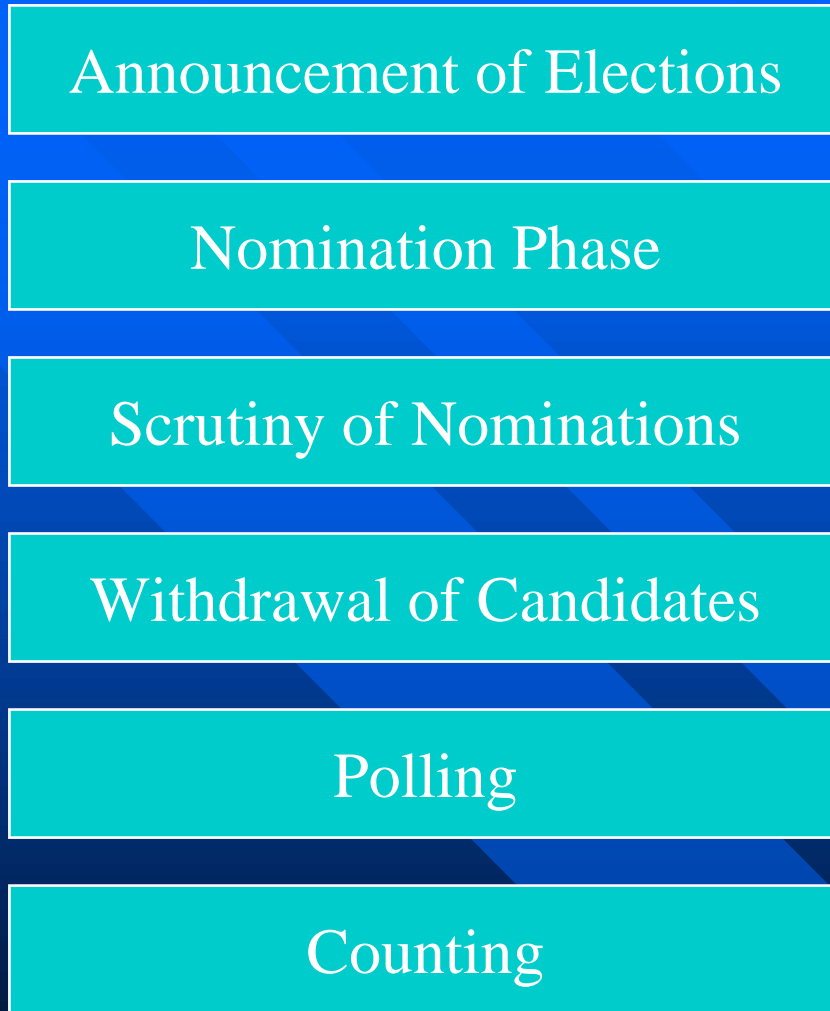 Announcement of Elections
Nomination Phase
Scrutiny of Nominations
Withdrawal of Candidates
Polling
Counting